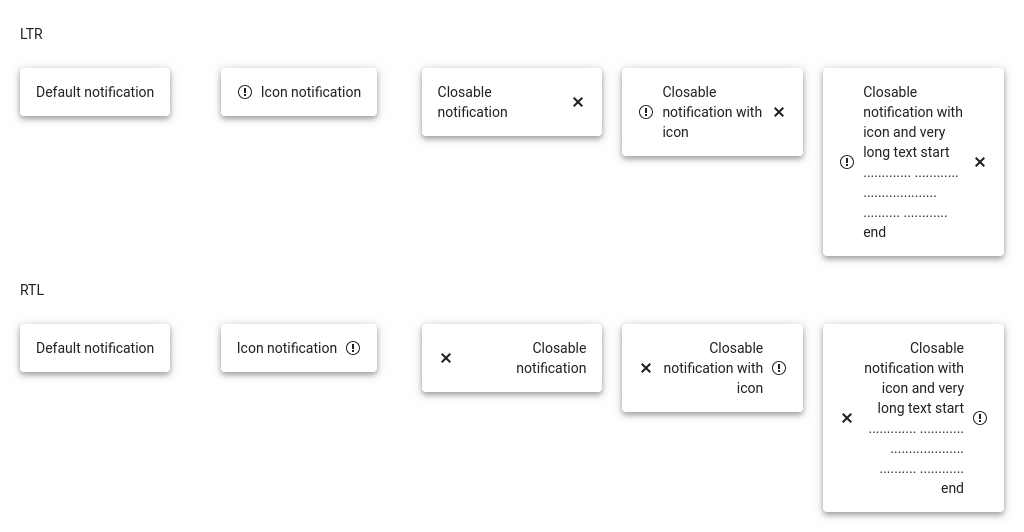 LTR
Default notification
Icon notification
Closable
notification
Closable
notification with
icon
Closable
notification with
icon and very
long text start
............. ............
....................
.......... ............
end
RTL
Default notification
Icon notification
Closable
notification
Closable
notification with
icon
Closable
notification with
icon and very
long text start
............. ............
....................
.......... ............
end